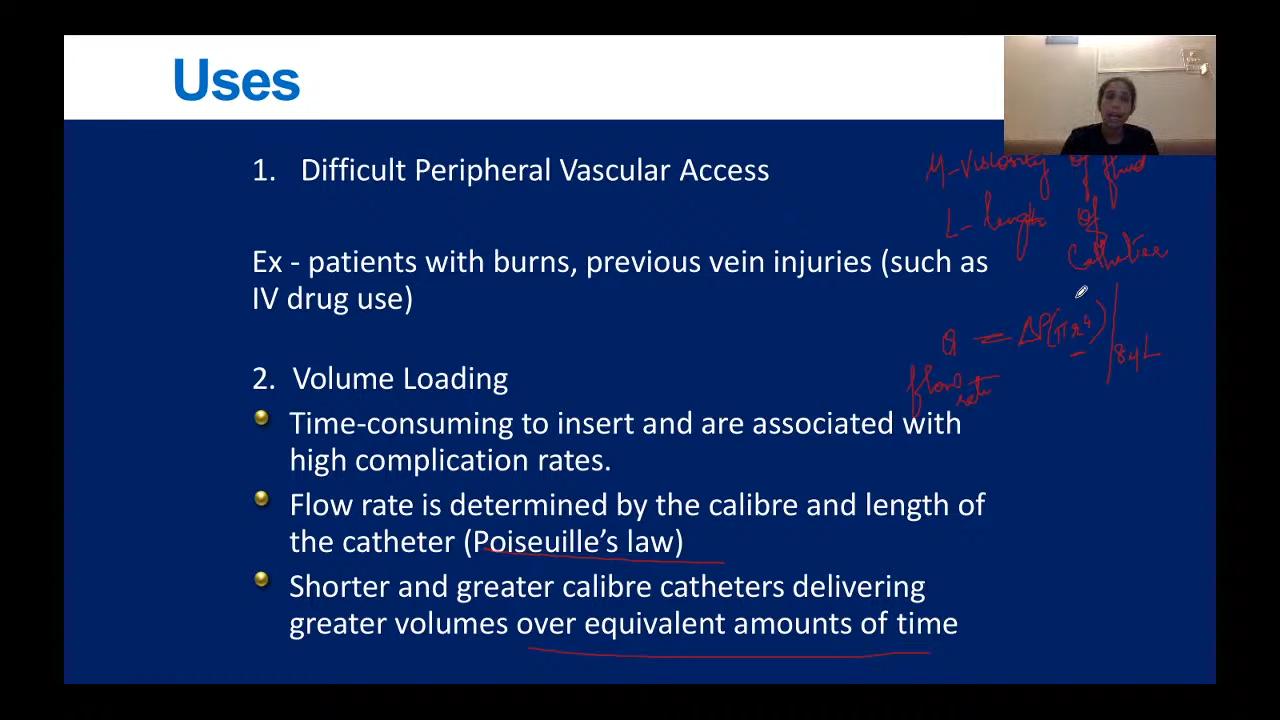 Uses
1. Difficult Peripheral Vascular Access
Ex - patients with burns, previous vein injuries (such as
IV drug use)
2. Volume Loading
Time-consuming to insert and are associated with
high complication rates.
Flow rate is determined by the calibre and length of
the catheter (Poiseuille's law)
Shorter and greater calibre catheters delivering
greater volumes over equivalent amounts of time
η-Viscosity of fluid
L- length of
Catheter
Q = ΔP(πr⁴)/8ηL
flow
rate